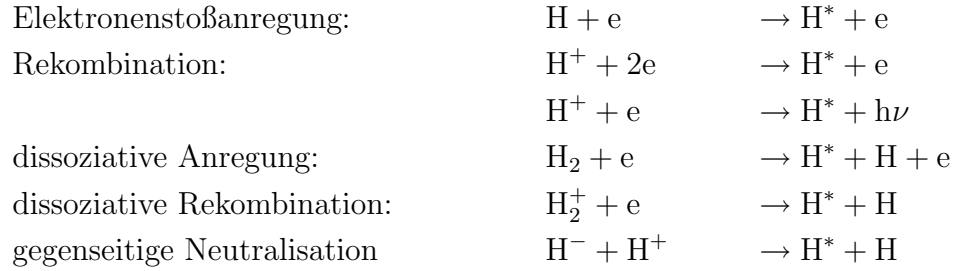 Elektronenstoßanregung: H + e → H* + e
Rekombination: H⁺ + 2e → H* + e
H⁺ + e → H* + hν
dissoziative Anregung: H₂ + e → H* + H + e
dissoziative Rekombination: H₂⁺ + e → H* + H
gegenseitige Neutralisation H⁻ + H⁺ → H* + H